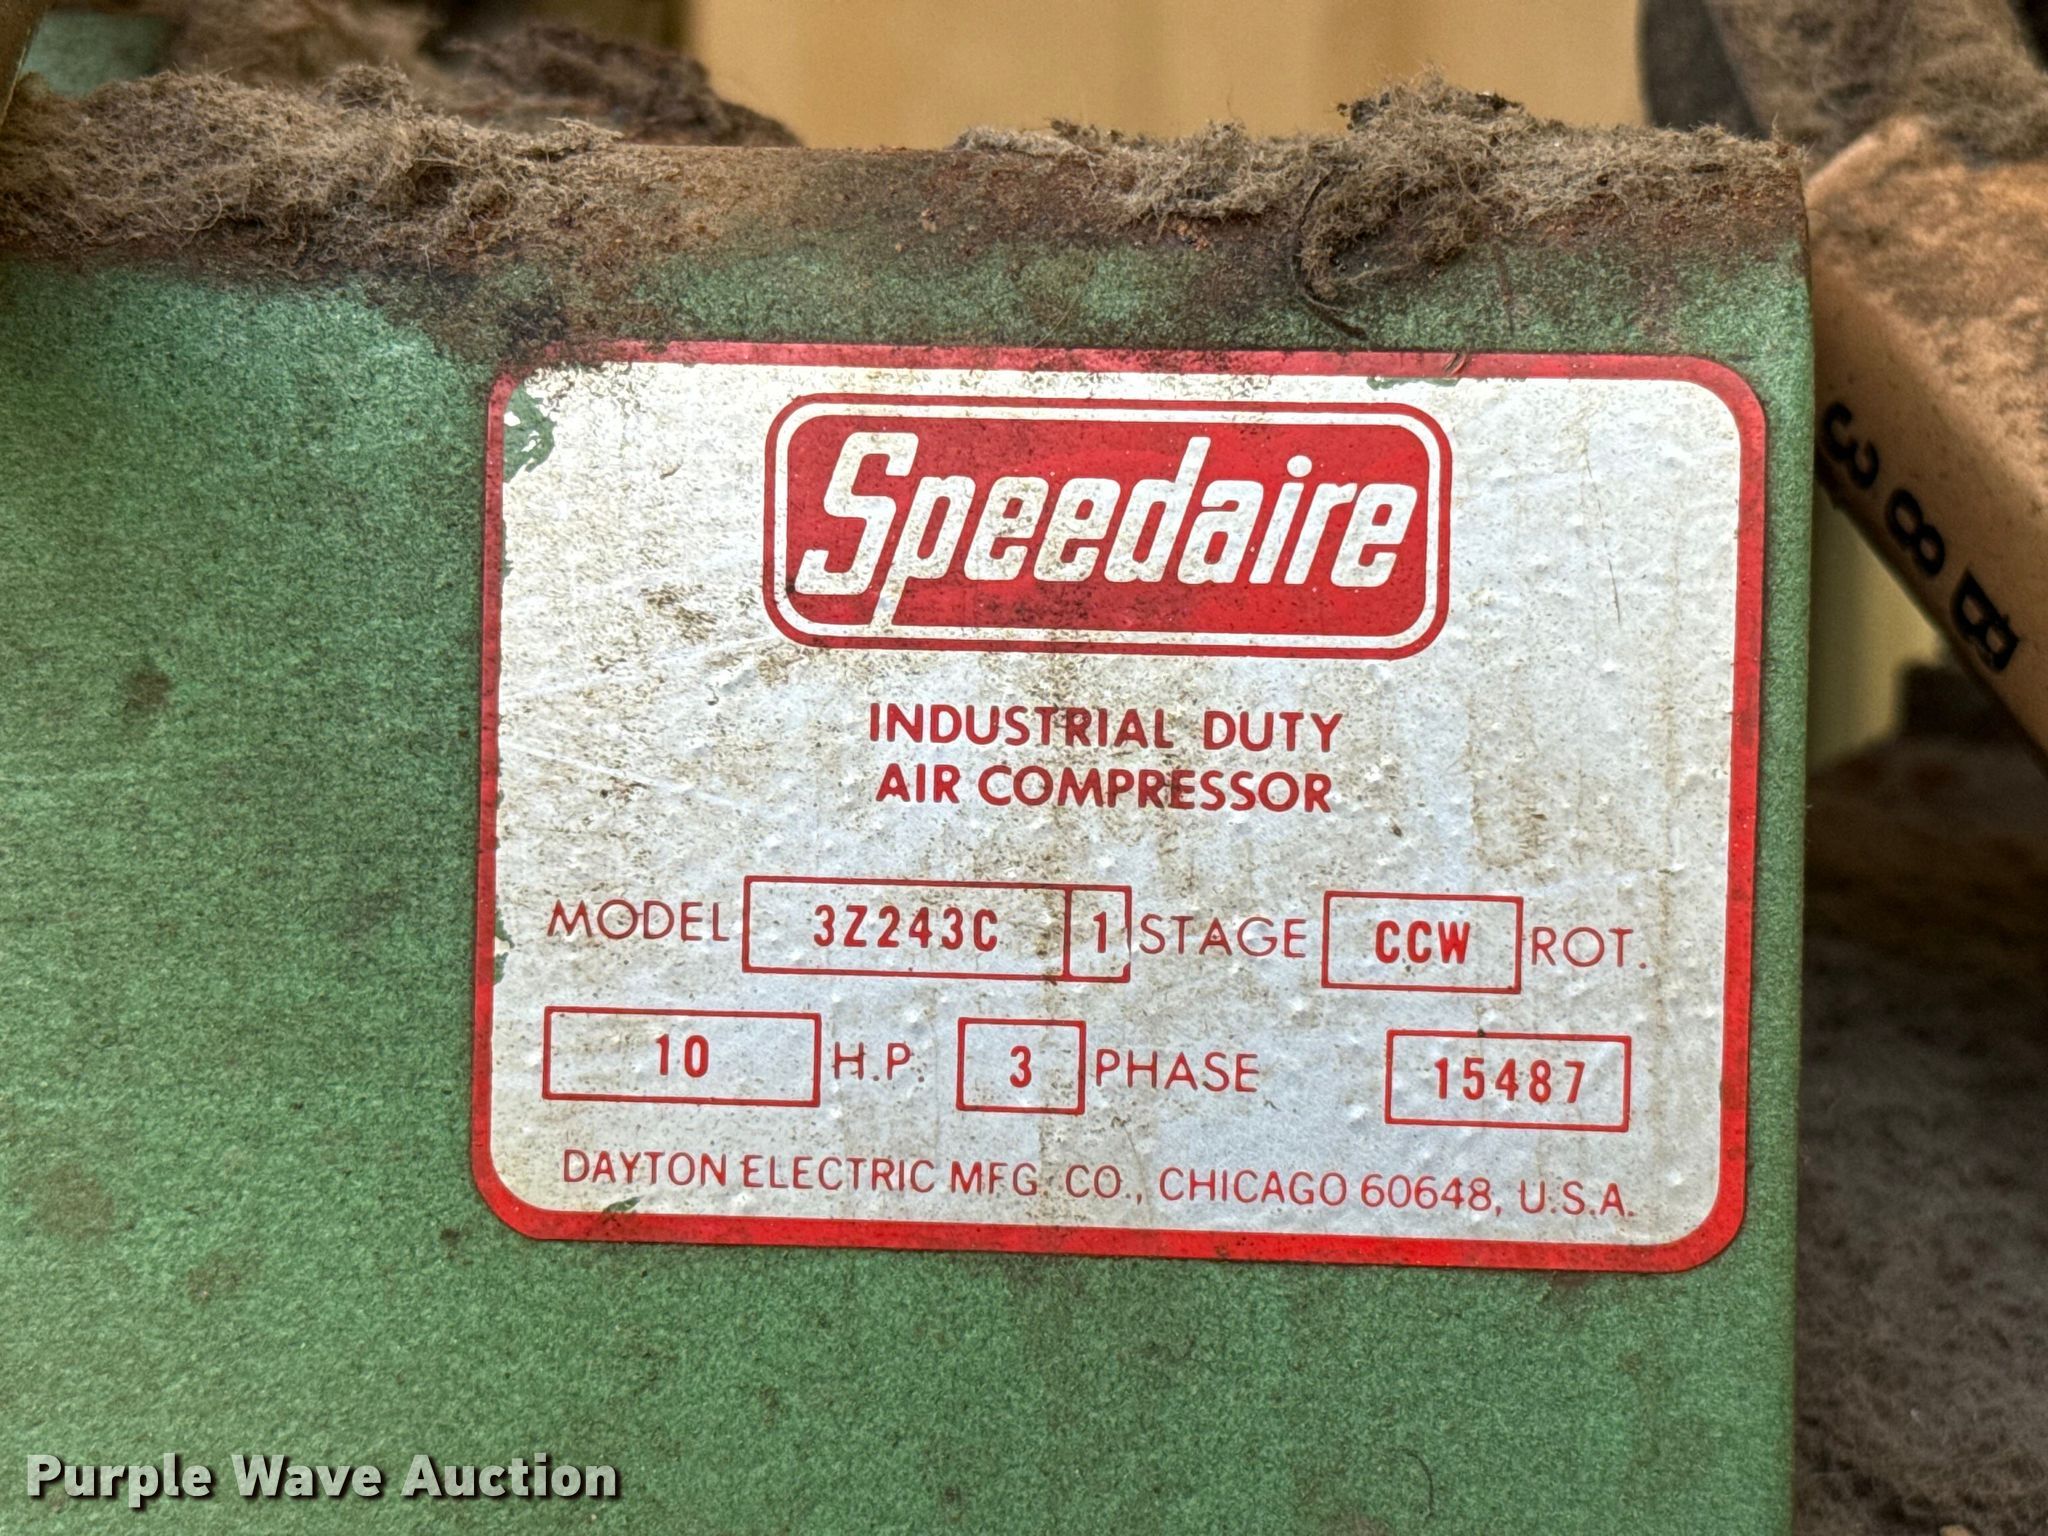 Speedaire
INDUSTRIAL DUTY
AIR COMPRESSOR
MODEL 3Z243C 1 STAGE CCW ROT.
10 H.P. 3 PHASE 15487
DAYTON ELECTRIC MFG. CO., CHICAGO 60648, U.S.A.
38B
Purple Wave Auction